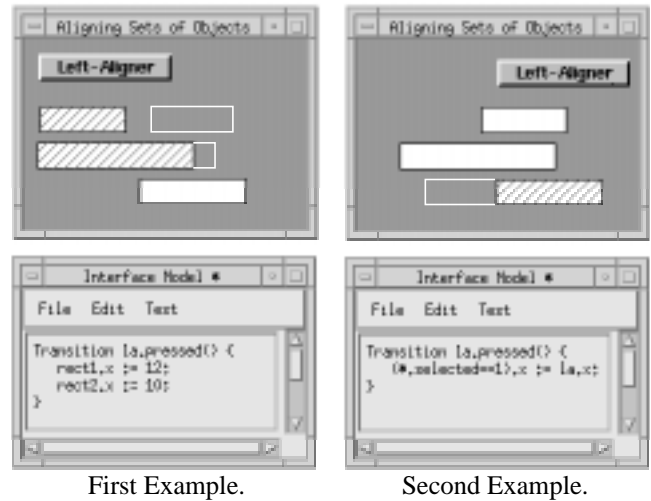 Aligning Sets of Objects
Left-Aligner
Aligning Sets of Objects
Left-Aligner
Interface Model *
File Edit Text
Transition la.pressed() {
rect1.x := 12;
rect2.x := 10;
}
Interface Model *
File Edit Text
Transition la.pressed() {
(*.selected==1).x := la.x;
}
First Example.
Second Example.